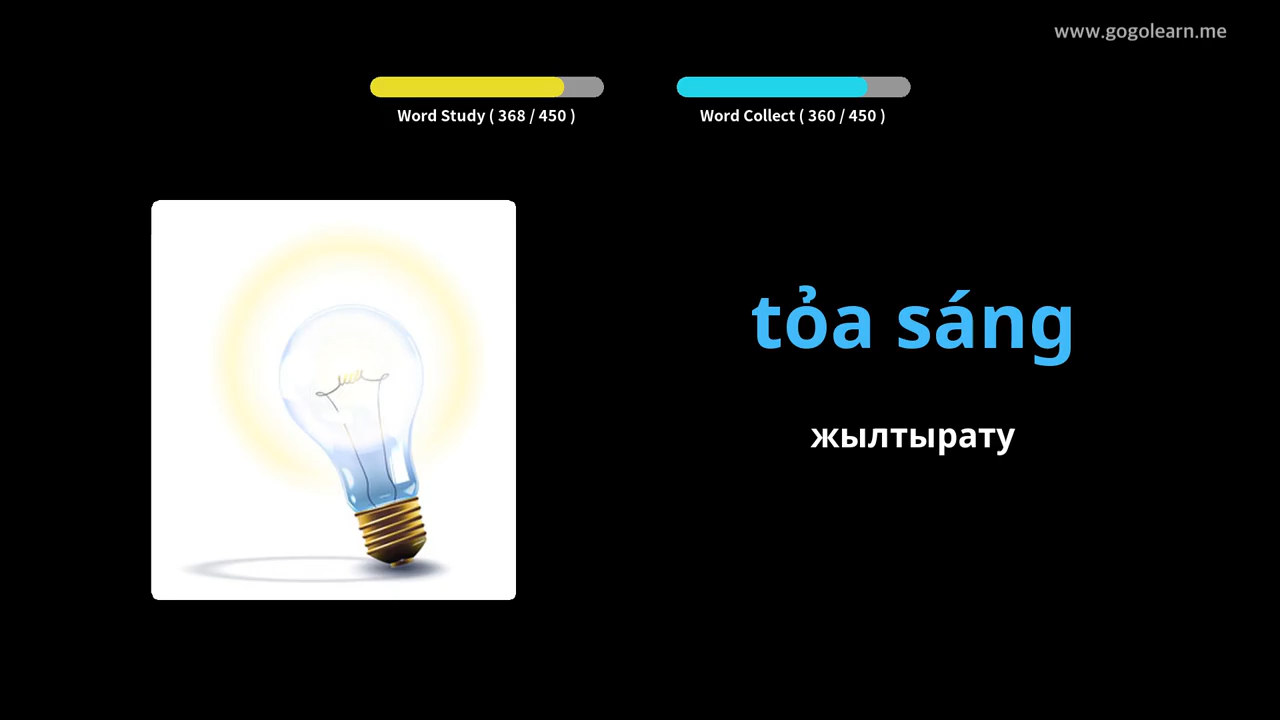 www.gogolearn.me
Word Study ( 368 / 450 )
Word Collect ( 360 / 450 )
tỏa sáng
жылтырату